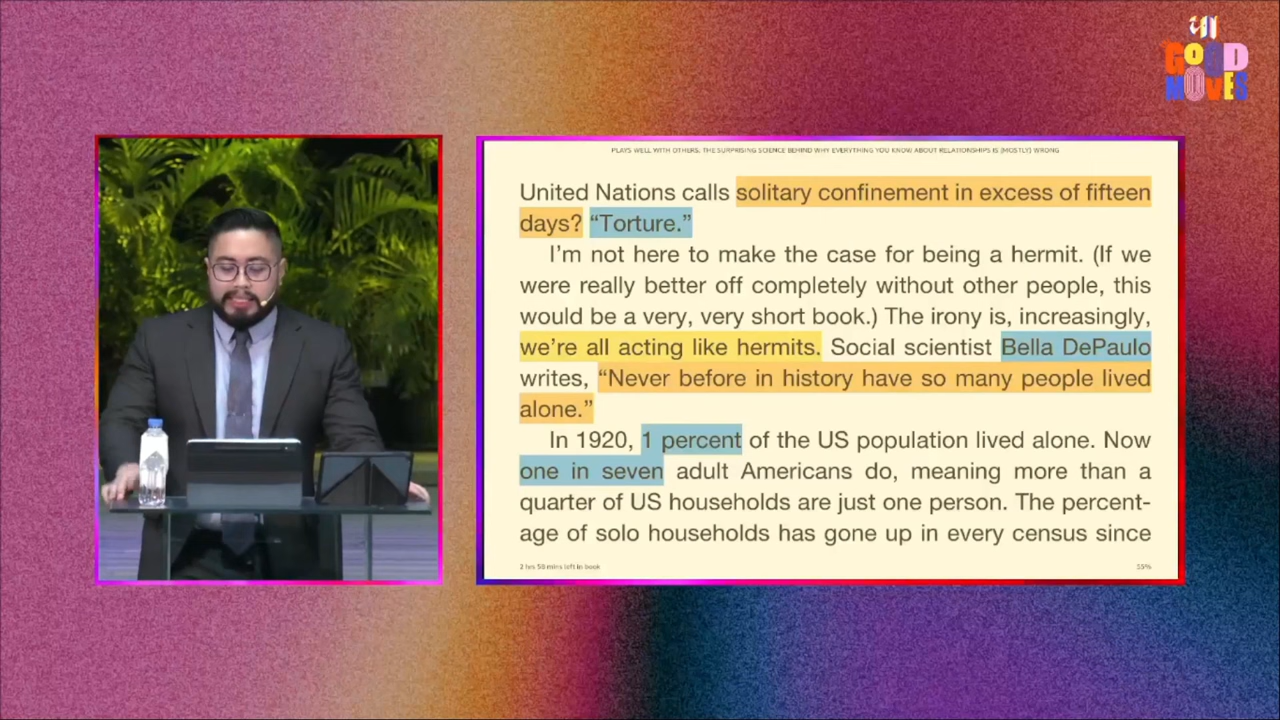 GOOD
MOVES
PLAYS WELL WITH OTHERS: THE SURPRISING SCIENCE BEHIND WHY EVERYTHING YOU KNOW ABOUT RELATIONSHIPS IS (MOSTLY) WRONG
United Nations calls solitary confinement in excess of fifteen
days? “Torture.”
I’m not here to make the case for being a hermit. (If we
were really better off completely without other people, this
would be a very, very short book.) The irony is, increasingly,
we’re all acting like hermits. Social scientist Bella DePaulo
writes, “Never before in history have so many people lived
alone.”
In 1920, 1 percent of the US population lived alone. Now
one in seven adult Americans do, meaning more than a
quarter of US households are just one person. The percent-
age of solo households has gone up in every census since
2 hrs 50 mins left in book
55%